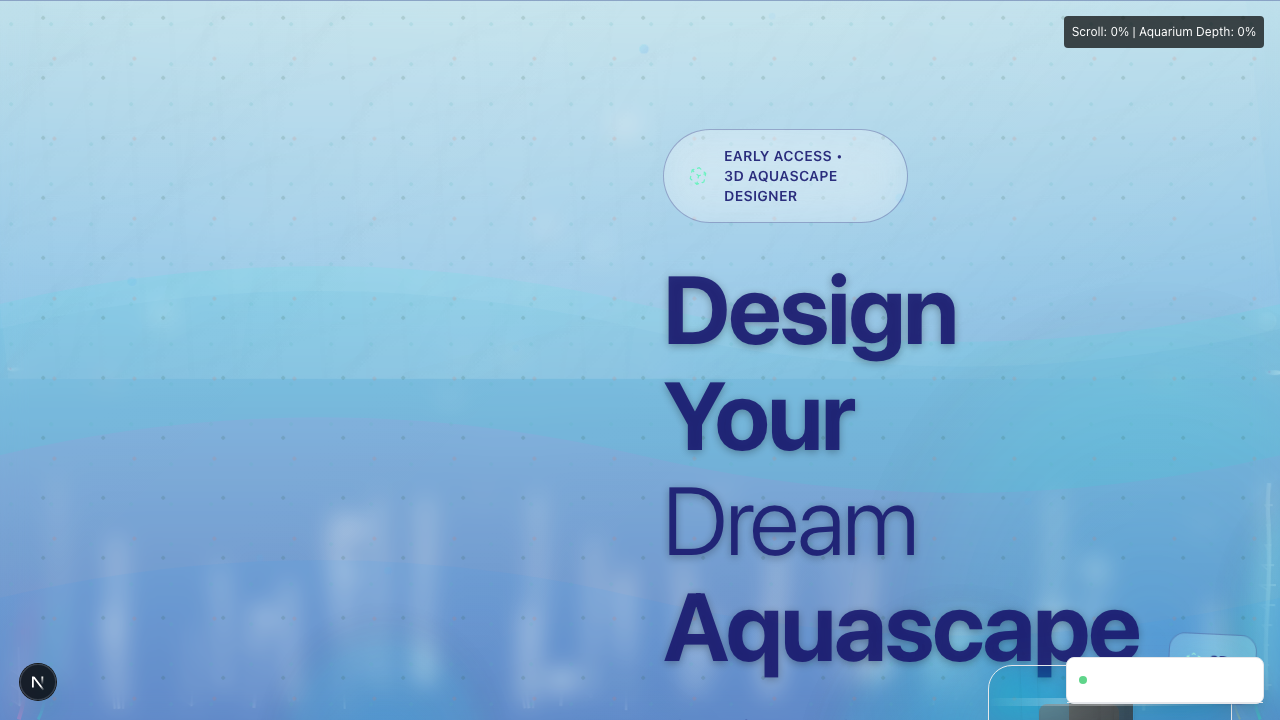 Scroll: 0% | Aquarium Depth: 0%
EARLY ACCESS •
3D AQUASCAPE
DESIGNER
Design
Your
Dream
Aquascape
N